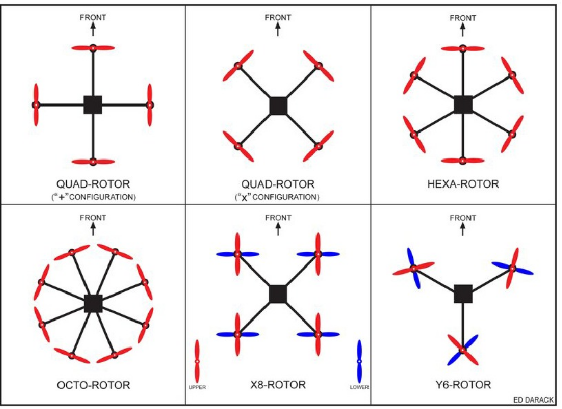 FRONT
FRONT
FRONT
QUAD-ROTOR
("+" CONFIGURATION)
QUAD-ROTOR
("X" CONFIGURATION)
HEXA-ROTOR
FRONT
FRONT
FRONT
OCTO-ROTOR
UPPER
X8-ROTOR
LOWER
Y6-ROTOR
ED DARACK